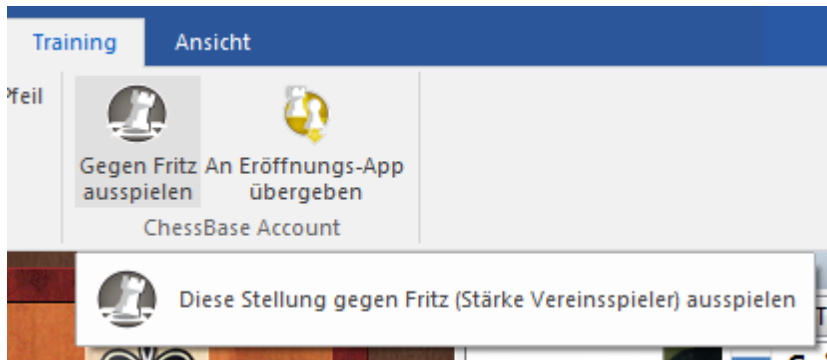 Training Ansicht
Pfeil
Gegen Fritz An Eröffnungs-App
ausspielen übergeben
ChessBase Account
Diese Stellung gegen Fritz (Stärke Vereinsspieler) ausspielen